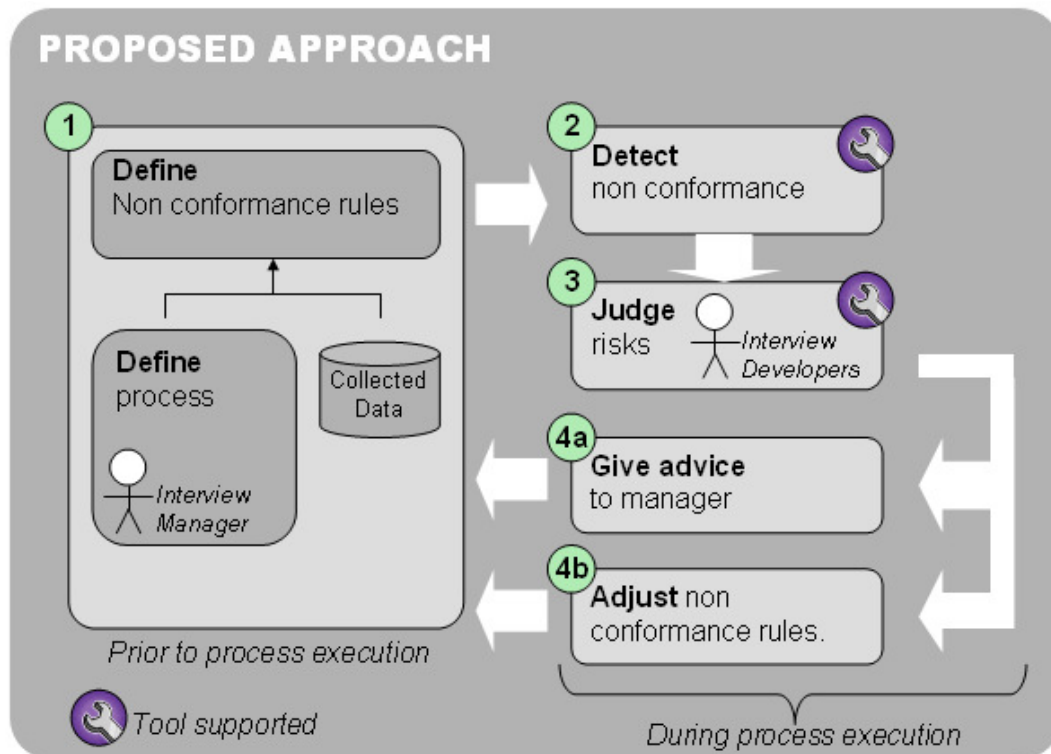 PROPOSED APPROACH
1
Define
Non conformance rules
Define
process
Interview
Manager
Collected
Data
Prior to process execution
2
Detect
non conformance
3
Judge
risks
Interview
Developers
4a
Give advice
to manager
4b
Adjust non
conformance rules.
During process execution
Tool supported